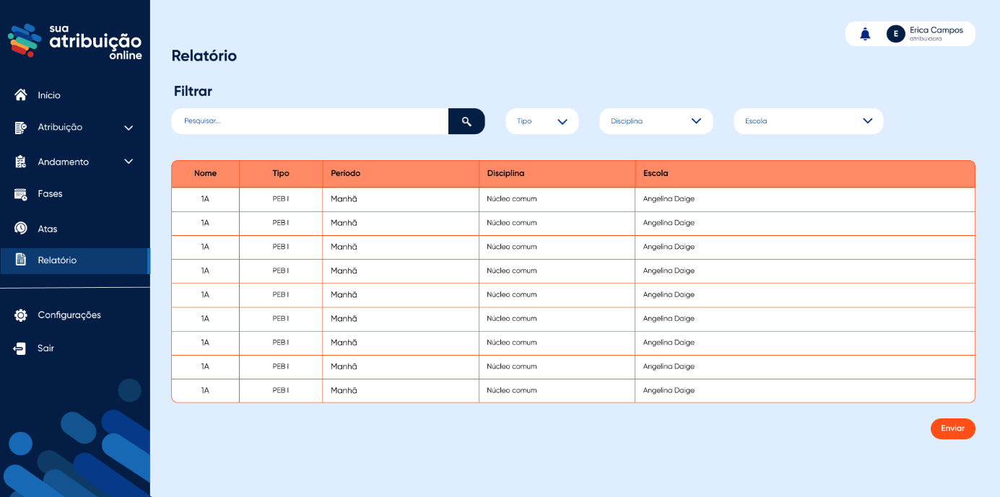 sua
atribuição
online
Início
Atribuição
Andamento
Fases
Atas
Relatório
Configurações
Sair
E
Erica Campos
atribuidora
Relatório
Filtrar
Pesquisar...
Tipo
Disciplina
Escola
Nome Tipo Período Disciplina Escola
1A PEB I Manhã Núcleo comum Angelina Daige
1A PEB I Manhã Núcleo comum Angelina Daige
1A PEB I Manhã Núcleo comum Angelina Daige
1A PEB I Manhã Núcleo comum Angelina Daige
1A PEB I Manhã Núcleo comum Angelina Daige
1A PEB I Manhã Núcleo comum Angelina Daige
1A PEB I Manhã Núcleo comum Angelina Daige
1A PEB I Manhã Núcleo comum Angelina Daige
1A PEB I Manhã Núcleo comum Angelina Daige
Enviar